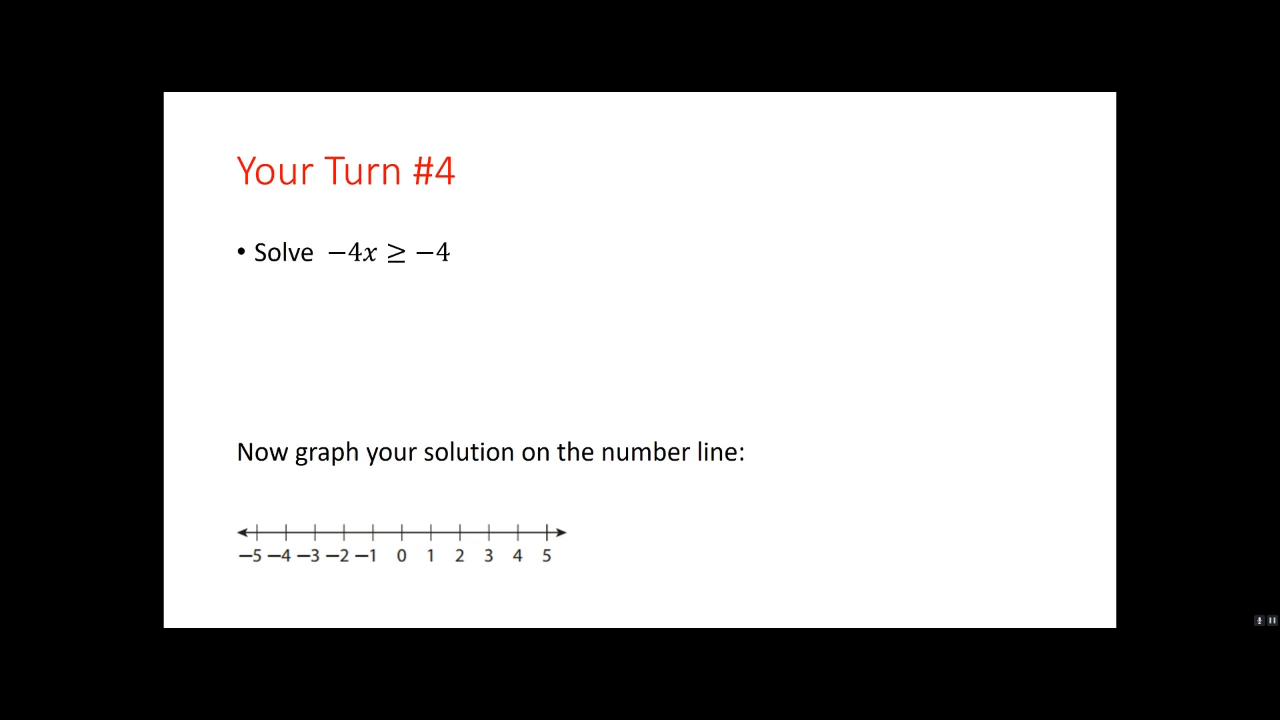 Your Turn #4
• Solve −4x ≥ −4
Now graph your solution on the number line:
−5 −4 −3 −2 −1 0 1 2 3 4 5